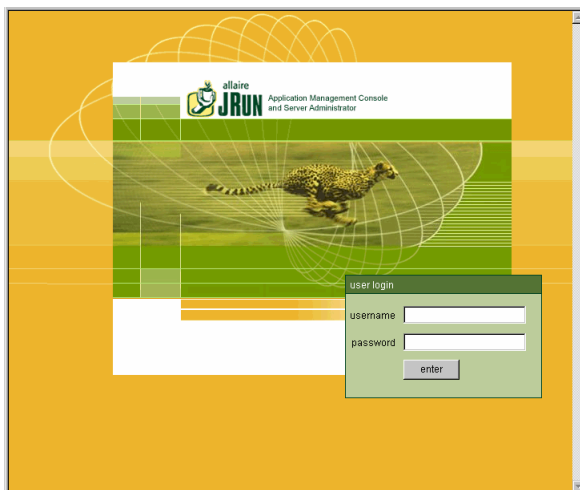 allaire
JRUN
Application Management Console
and Server Administrator
user login
username
password
enter